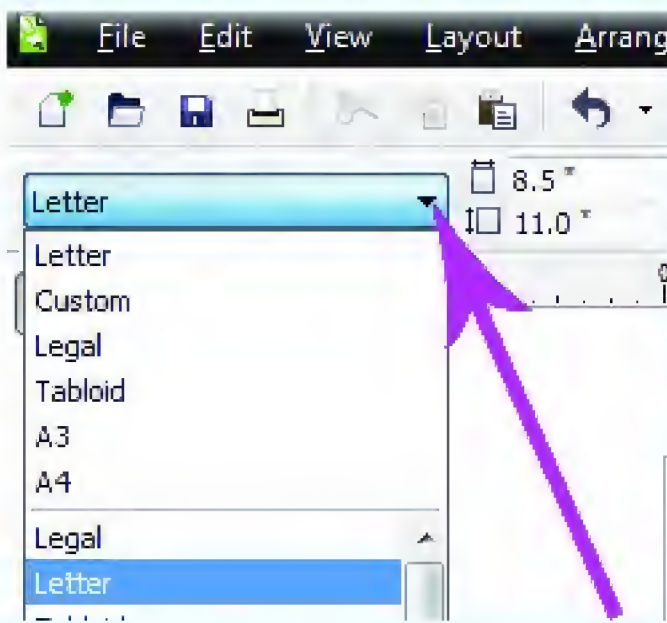 File Edit View Layout Arrang
Letter
8.5 "
11.0 "
Letter
Custom
Legal
Tabloid
A3
A4
Legal
Letter